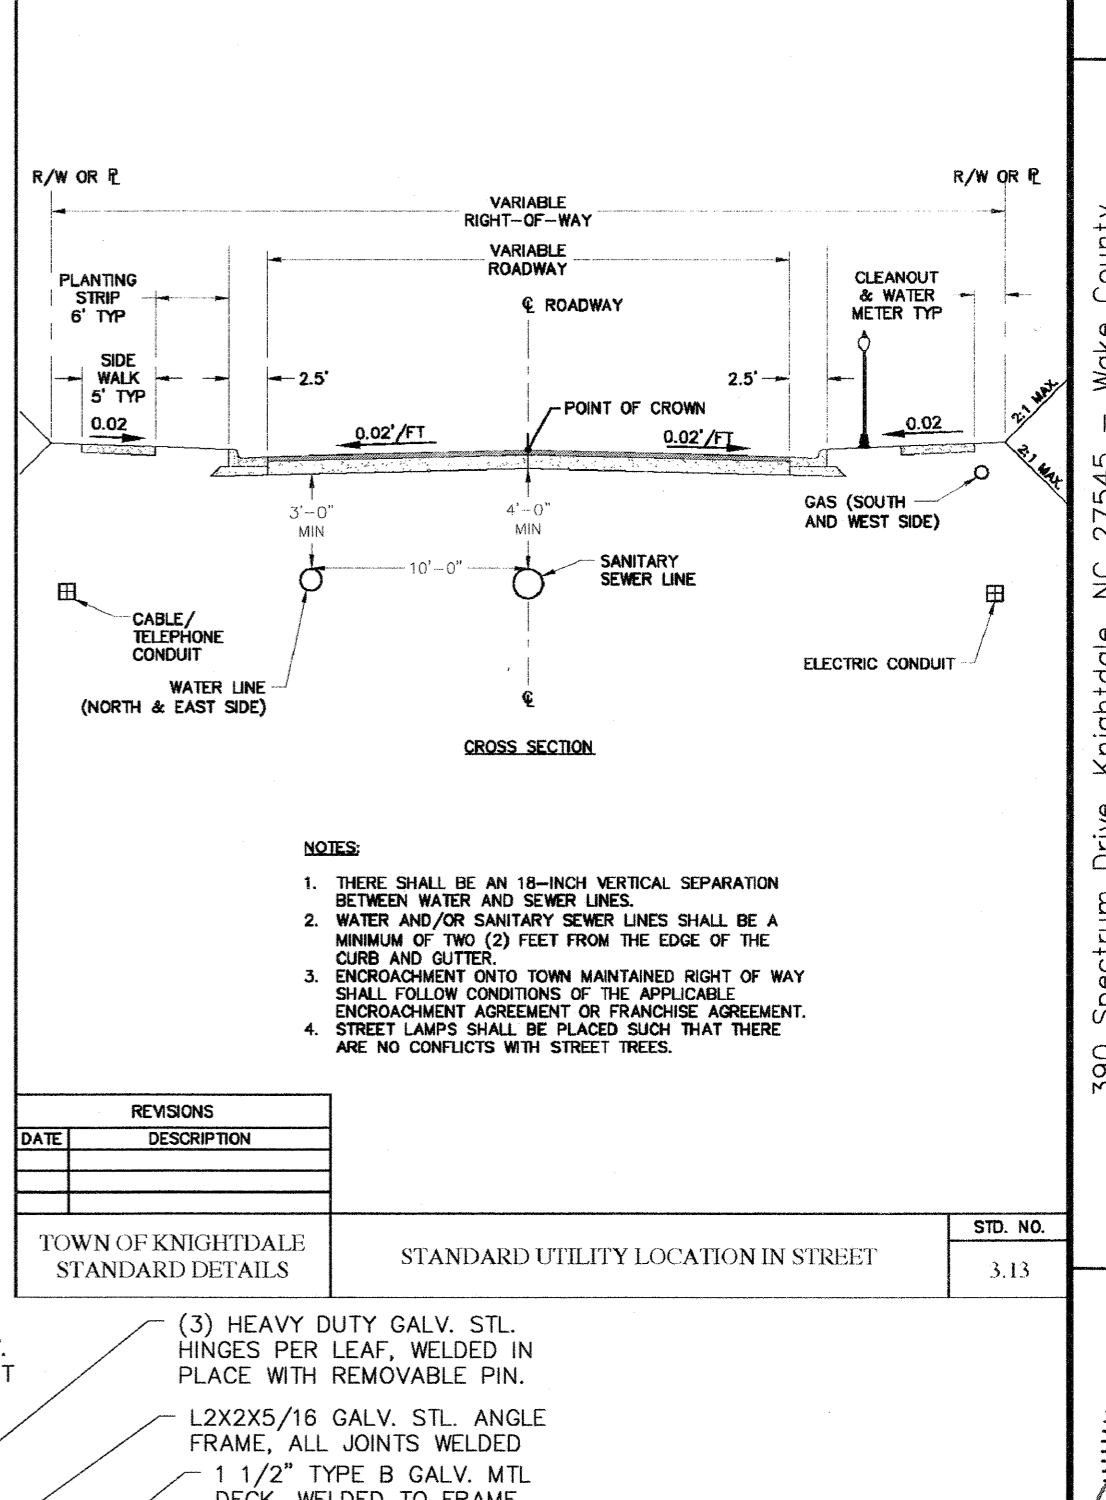 R/W OR ℄
R/W OR ℄
VARIABLE
RIGHT-OF-WAY
VARIABLE
ROADWAY
PLANTING
STRIP
6' TYP
℄ ROADWAY
CLEANOUT
& WATER
METER TYP
SIDE
WALK
5' TYP
2.5'
2.5'
POINT OF CROWN
0.02
0.02'/FT
0.02'/FT
0.02
2:1 MAX.
2:1 MAX.
3'-0"
MIN
4'-0"
MIN
GAS (SOUTH
AND WEST SIDE)
10'-0"
SANITARY
SEWER LINE
CABLE/
TELEPHONE
CONDUIT
ELECTRIC CONDUIT
WATER LINE
(NORTH & EAST SIDE)
℄
CROSS SECTION
NOTES:
1. THERE SHALL BE AN 18-INCH VERTICAL SEPARATION
BETWEEN WATER AND SEWER LINES.
2. WATER AND/OR SANITARY SEWER LINES SHALL BE A
MINIMUM OF TWO (2) FEET FROM THE EDGE OF THE
CURB AND GUTTER.
3. ENCROACHMENT ONTO TOWN MAINTAINED RIGHT OF WAY
SHALL FOLLOW CONDITIONS OF THE APPLICABLE
ENCROACHMENT AGREEMENT OR FRANCHISE AGREEMENT.
4. STREET LAMPS SHALL BE PLACED SUCH THAT THERE
ARE NO CONFLICTS WITH STREET TREES.
REVISIONS
DATE DESCRIPTION
TOWN OF KNIGHTDALE
STANDARD DETAILS
STANDARD UTILITY LOCATION IN STREET
STD. NO.
3.13
(3) HEAVY DUTY GALV. STL.
HINGES PER LEAF, WELDED IN
PLACE WITH REMOVABLE PIN.
T
L2X2X5/16 GALV. STL. ANGLE
FRAME, ALL JOINTS WELDED
1 1/2" TYPE B GALV. MTL
DECK, WELDED TO FRAME
390 Spectrum Drive Knightdale NC 27545 - Wake County